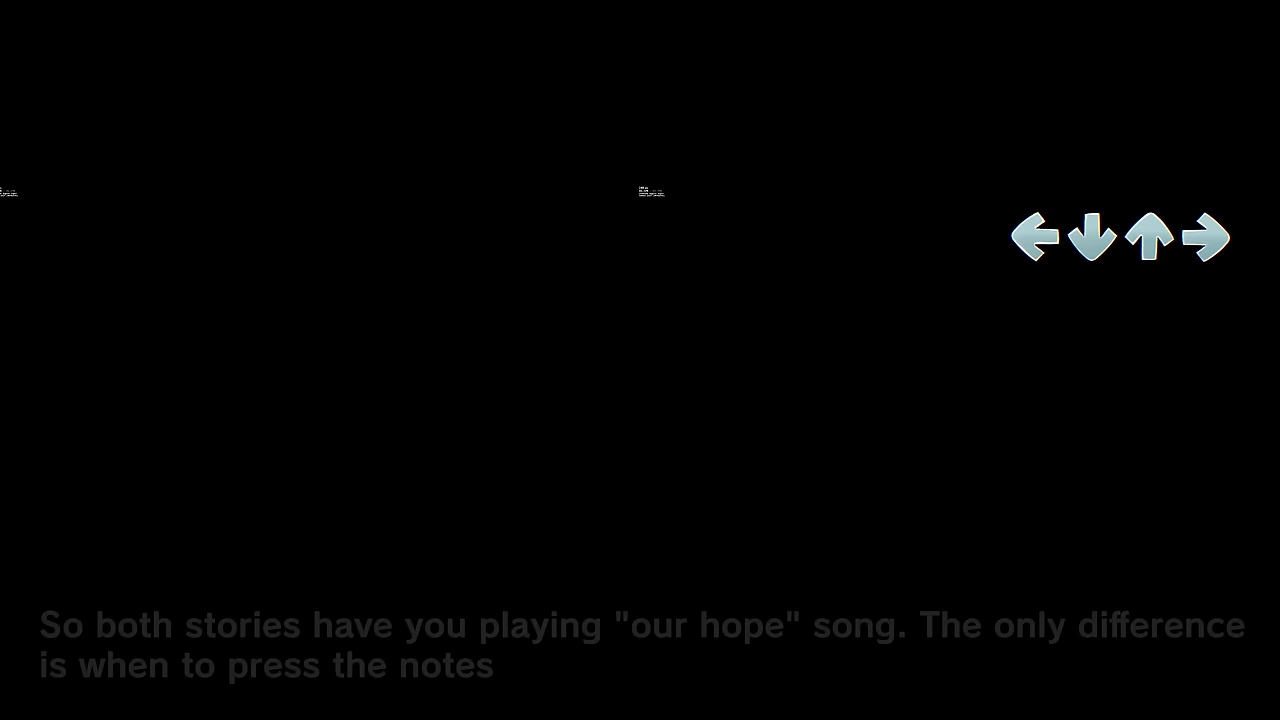 So both stories have you playing "our hope" song. The only difference
is when to press the notes